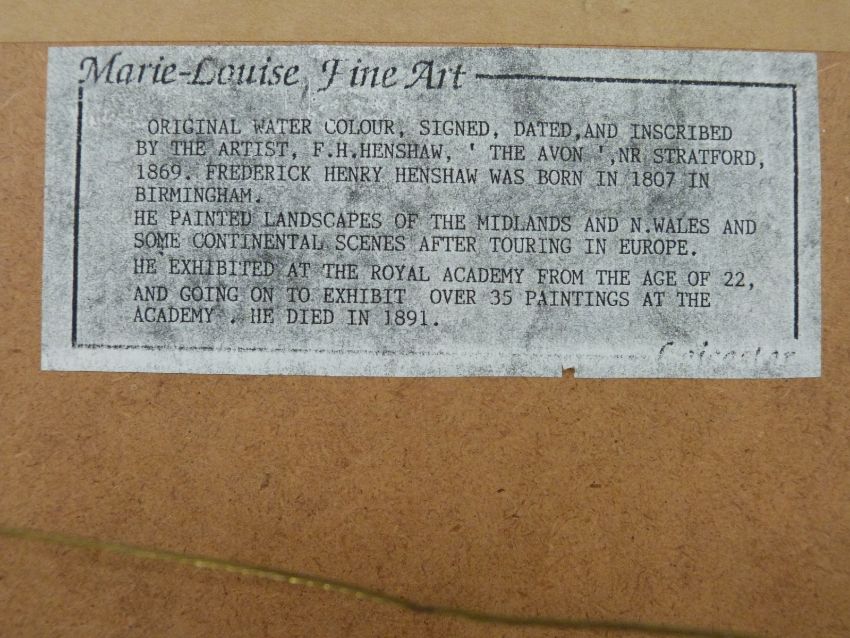 Marie-Louise Fine Art
ORIGINAL WATER COLOUR, SIGNED, DATED,AND INSCRIBED
BY THE ARTIST, F.H.HENSHAW, ' THE AVON ',NR STRATFORD,
1869. FREDERICK HENRY HENSHAW WAS BORN IN 1807 IN
BIRMINGHAM.
HE PAINTED LANDSCAPES OF THE MIDLANDS AND N.WALES AND
SOME CONTINENTAL SCENES AFTER TOURING IN EUROPE.
HE EXHIBITED AT THE ROYAL ACADEMY FROM THE AGE OF 22,
AND GOING ON TO EXHIBIT OVER 35 PAINTINGS AT THE
ACADEMY . HE DIED IN 1891.